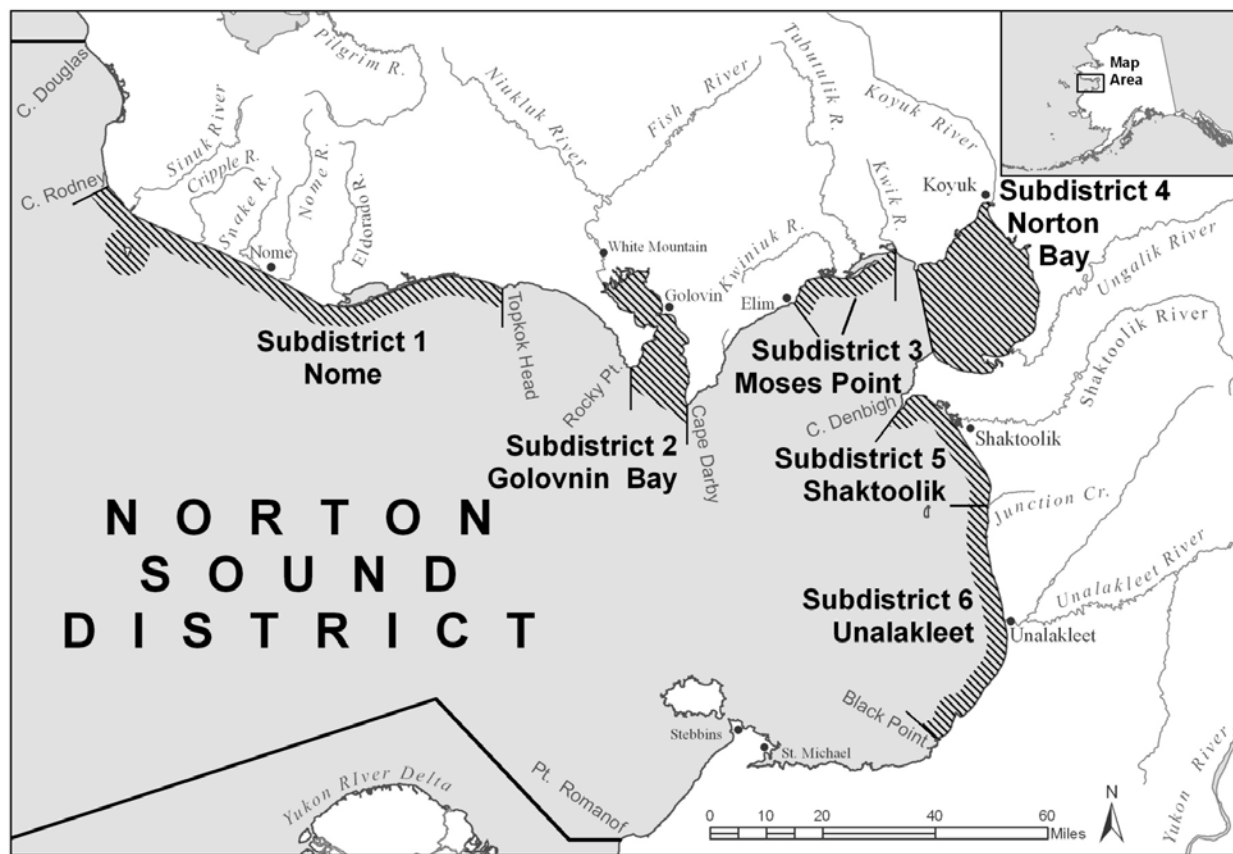 Map
Area
C. Douglas
Pilgrim R.
Niukluk River
Fish River
Tubutulik R.
Koyuk River
Sinuk River
Cripple R.
Snake R.
Nome R.
Eldorado R.
Kwik R.
C. Rodney
Nome
Koyuk
Subdistrict 4
Norton
Bay
White Mountain
Kwiniuk R.
Ungalik River
Golovin
Elim
Shaktoolik River
Subdistrict 1
Nome
Topkok Head
Rocky Pt.
Subdistrict 3
Moses Point
C. Denbigh
Cape Darby
Subdistrict 2
Golovnin Bay
Shaktoolik
Subdistrict 5
Shaktoolik
Junction Cr.
NORTON
SOUND
DISTRICT
Subdistrict 6
Unalakleet
Unalakleet River
Unalakleet
Black Point
Stebbins
St. Michael
Pt. Romanof
Yukon RIver Delta
Yukon River
N
0 10 20 40 60
Miles